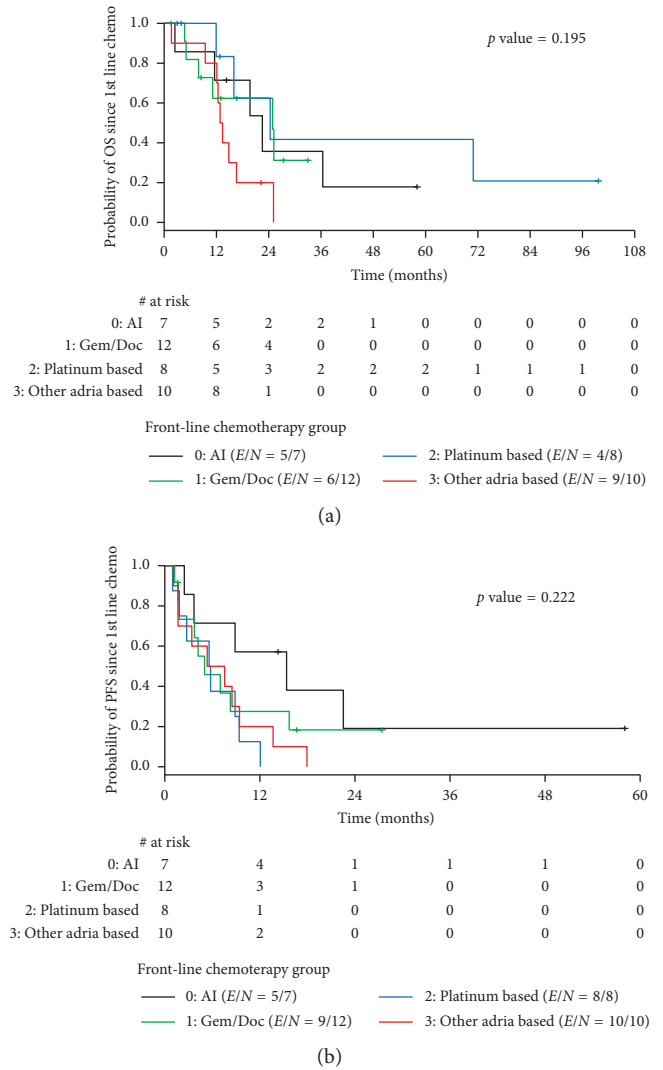 Probability of OS since 1st line chemo
1.0
0.8
0.6
0.4
0.2
0.0
p value = 0.195
0 12 24 36 48 60 72 84 96 108
Time (months)
# at risk
0: AI 7 5 2 2 1 0 0 0 0 0
1: Gem/Doc 12 6 4 0 0 0 0 0 0 0
2: Platinum based 8 5 3 2 2 2 1 1 1 0
3: Other adria based 10 8 1 0 0 0 0 0 0 0
Front-line chemotherapy group
0: AI (E/N = 5/7) 2: Platinum based (E/N = 4/8)
1: Gem/Doc (E/N = 6/12) 3: Other adria based (E/N = 9/10)
(a)
Probability of PFS since 1st line chemo
1.0
0.8
0.6
0.4
0.2
0.0
p value = 0.222
0 12 24 36 48 60
Time (months)
# at risk
0: AI 7 4 1 1 1 0
1: Gem/Doc 12 3 1 0 0 0
2: Platinum based 8 1 0 0 0 0
3: Other adria based 10 2 0 0 0 0
Front-line chemoterapy group
0: AI (E/N = 5/7) 2: Platinum based (E/N = 8/8)
1: Gem/Doc (E/N = 9/12) 3: Other adria based (E/N = 10/10)
(b)